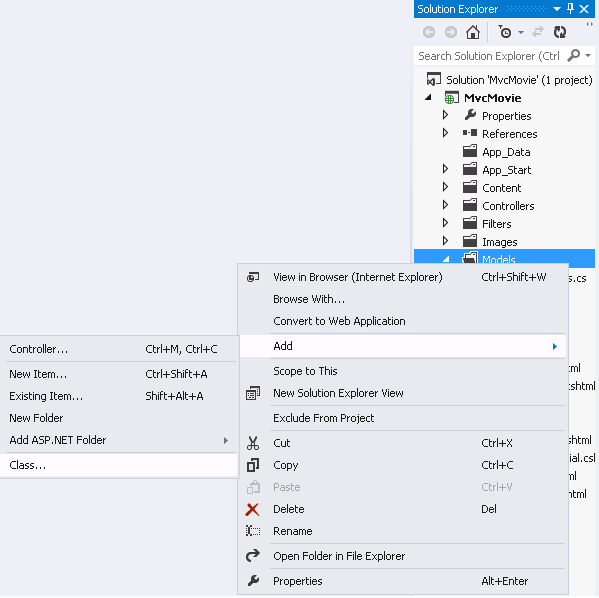 Solution Explorer
Search Solution Explorer (Ctrl
Solution 'MvcMovie' (1 project)
MvcMovie
Properties
References
App_Data
App_Start
Content
Controllers
Filters
Images
Models
View in Browser (Internet Explorer) Ctrl+Shift+W
s.cs
Browse With...
Convert to Web Application
Add
Scope to This
ml
New Solution Explorer View
shtml
Exclude From Project
Cut Ctrl+X
shtml
Copy Ctrl+C
ial.csl
Paste Ctrl+V
ml
html
Delete Del
Rename
Open Folder in File Explorer
Properties Alt+Enter
Controller... Ctrl+M, Ctrl+C
New Item... Ctrl+Shift+A
Existing Item... Shift+Alt+A
New Folder
Add ASP.NET Folder
Class...